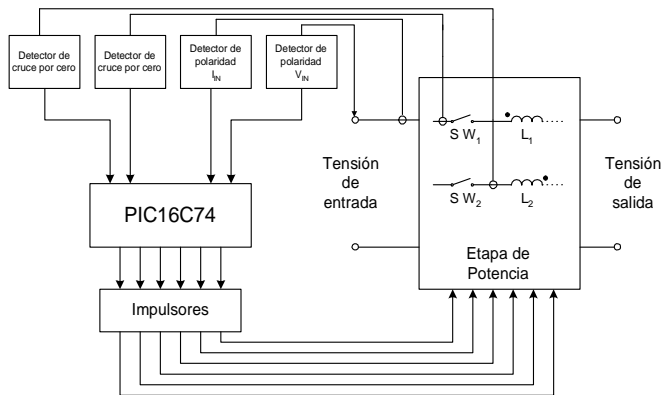 Detector de
cruce por cero
Detector de
cruce por cero
Detector de
polaridad
I_IN
Detector de
polaridad
V_IN
S W_1
L_1
Tensión
de
entrada
Tensión
de
salida
S W_2
L_2
PIC16C74
Etapa de
Potencia
Impulsores